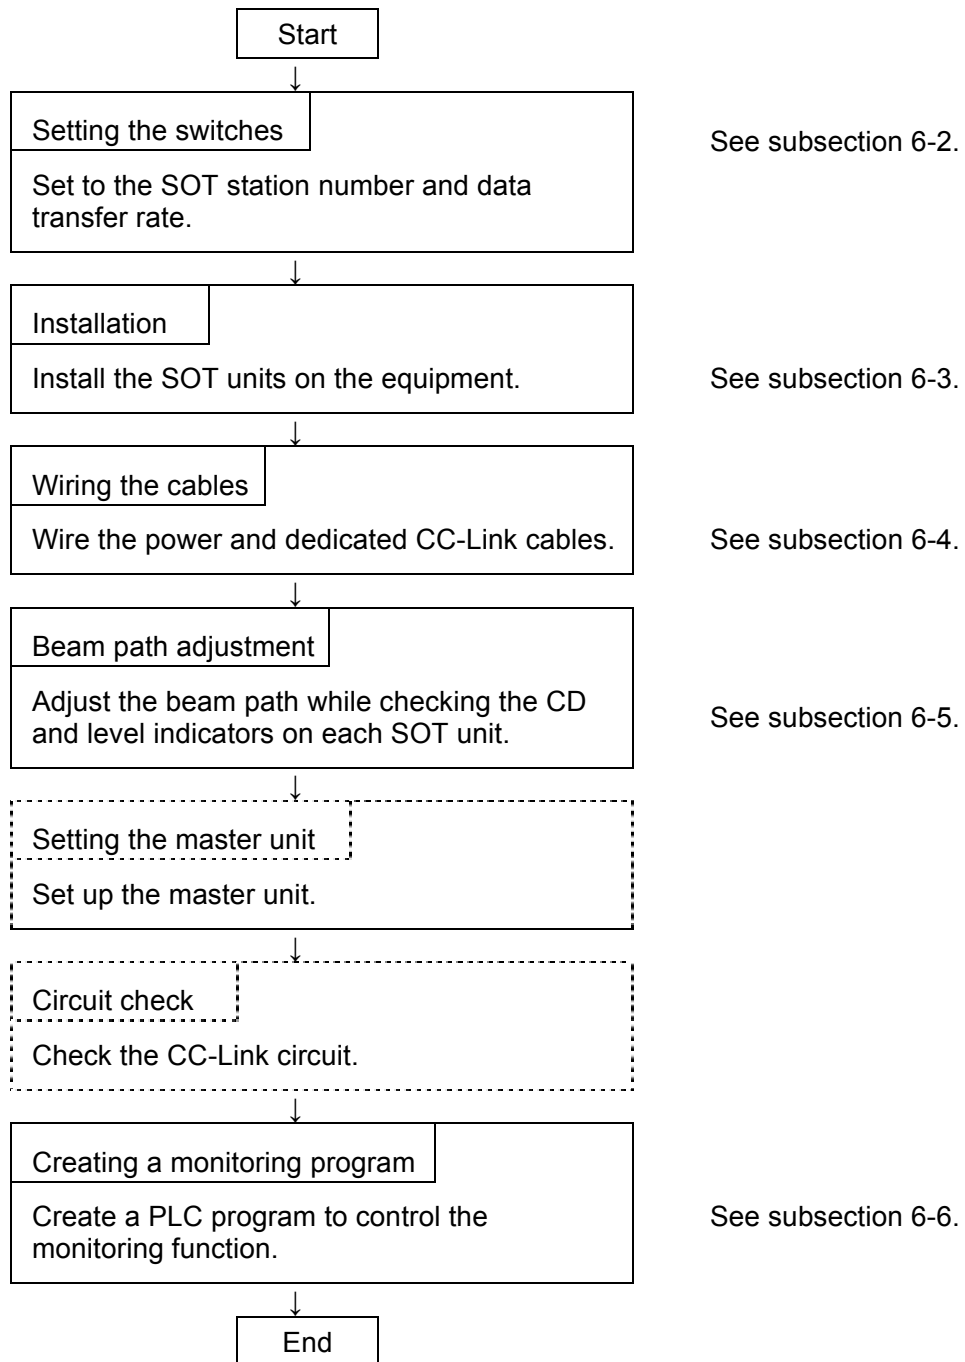 Start
↓
Setting the switches
See subsection 6-2.
Set to the SOT station number and data
transfer rate.
↓
Installation
Install the SOT units on the equipment.
See subsection 6-3.
↓
Wiring the cables
Wire the power and dedicated CC-Link cables.
See subsection 6-4.
↓
Beam path adjustment
Adjust the beam path while checking the CD
and level indicators on each SOT unit.
See subsection 6-5.
↓
Setting the master unit
Set up the master unit.
↓
Circuit check
Check the CC-Link circuit.
↓
Creating a monitoring program
Create a PLC program to control the
monitoring function.
See subsection 6-6.
↓
End